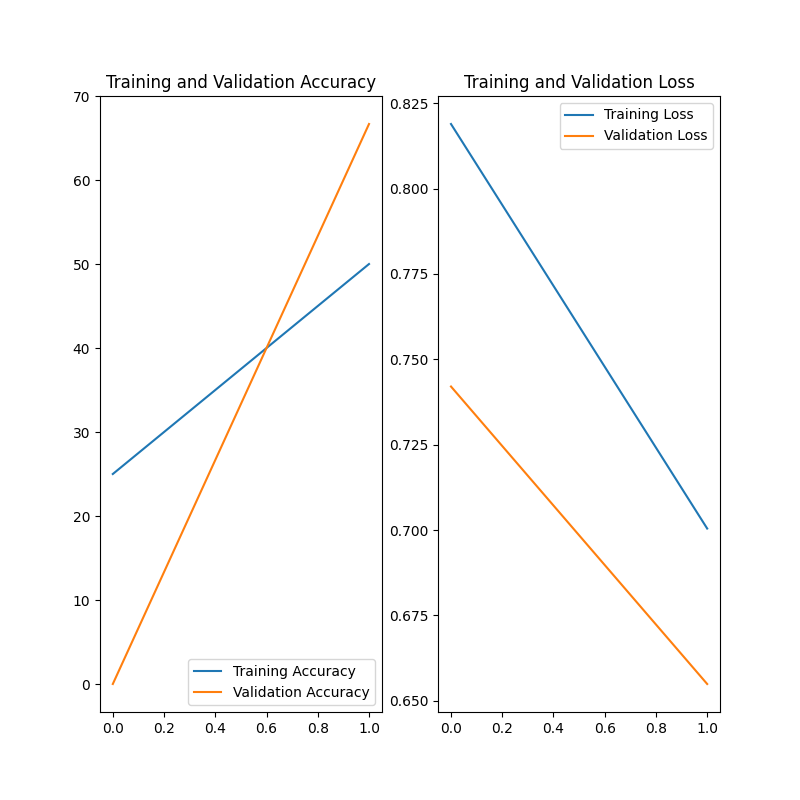 Training and Validation Accuracy
70
60
50
40
30
20
10
0
0.0 0.2 0.4 0.6 0.8 1.0
Training Accuracy
Validation Accuracy
Training and Validation Loss
0.825
0.800
0.775
0.750
0.725
0.700
0.675
0.650
0.0 0.2 0.4 0.6 0.8 1.0
Training Loss
Validation Loss